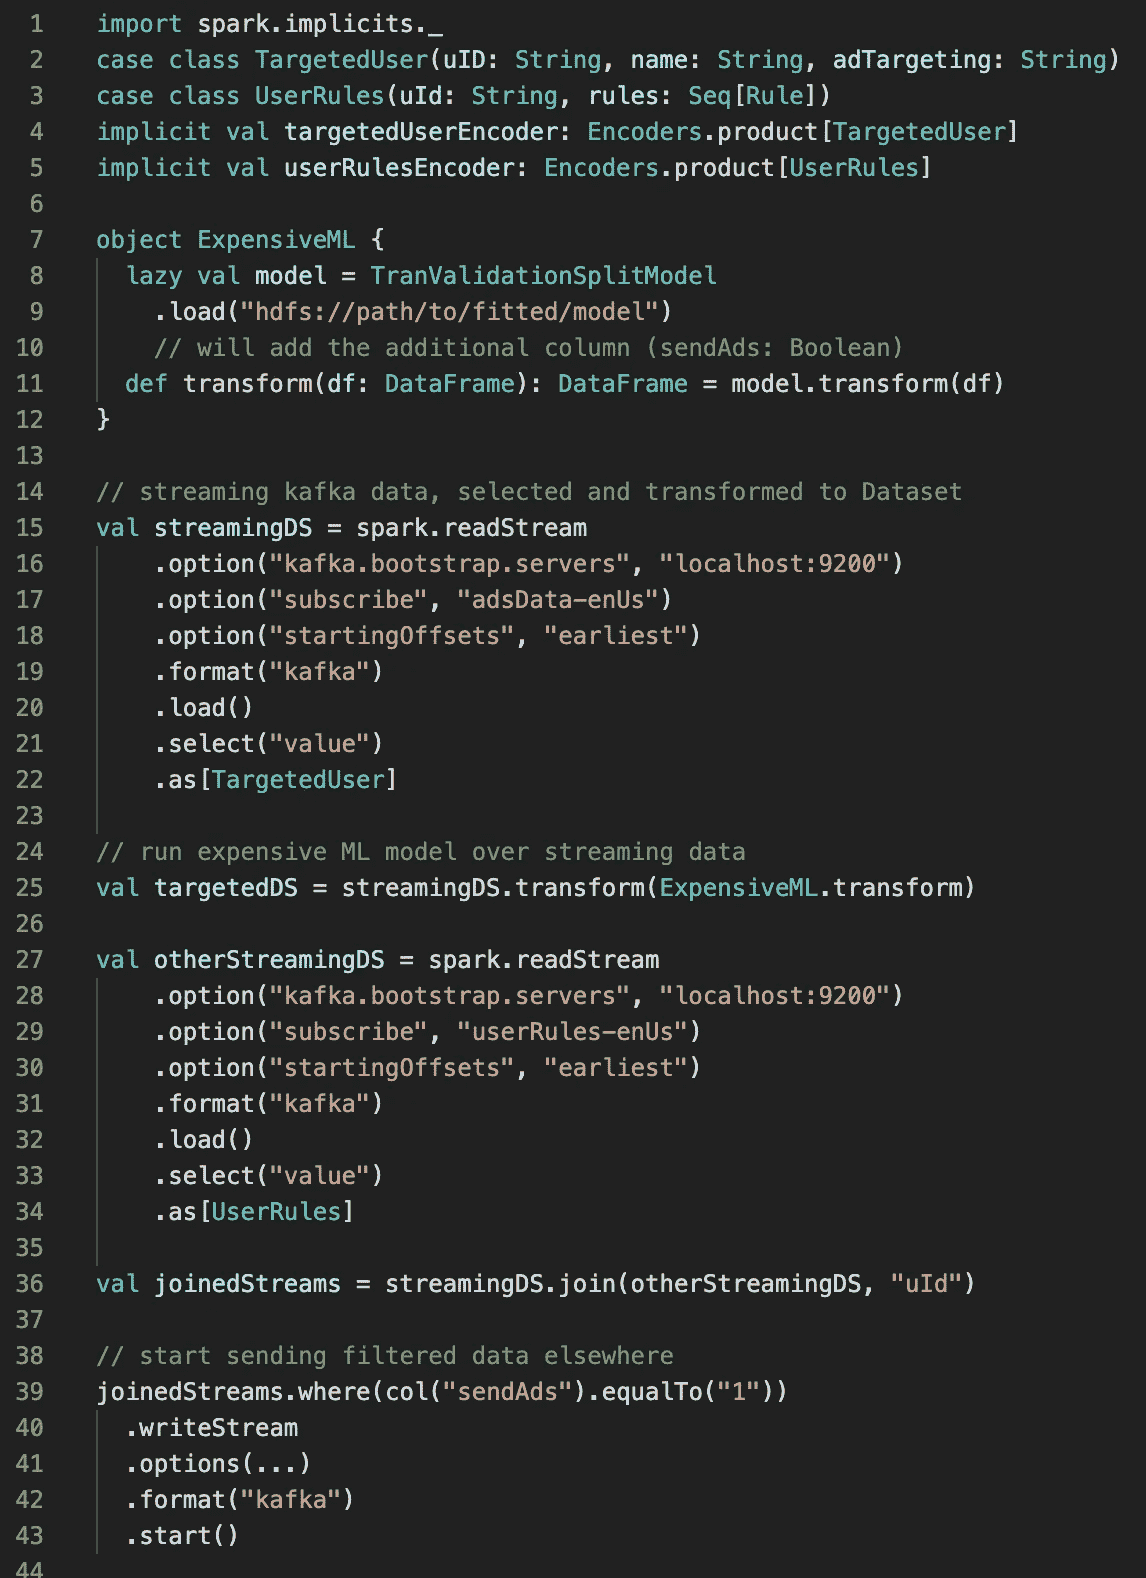 1 import spark.implicits._
2 case class TargetedUser(uID: String, name: String, adTargeting: String)
3 case class UserRules(uId: String, rules: Seq[Rule])
4 implicit val targetedUserEncoder: Encoders.product[TargetedUser]
5 implicit val userRulesEncoder: Encoders.product[UserRules]
6
7 object ExpensiveML {
8 lazy val model = TranValidationSplitModel
9 .load("hdfs://path/to/fitted/model")
10 // will add the additional column (sendAds: Boolean)
11 def transform(df: DataFrame): DataFrame = model.transform(df)
12 }
13
14 // streaming kafka data, selected and transformed to Dataset
15 val streamingDS = spark.readStream
16 .option("kafka.bootstrap.servers", "localhost:9200")
17 .option("subscribe", "adsData-enUs")
18 .option("startingOffsets", "earliest")
19 .format("kafka")
20 .load()
21 .select("value")
22 .as[TargetedUser]
23
24 // run expensive ML model over streaming data
25 val targetedDS = streamingDS.transform(ExpensiveML.transform)
26
27 val otherStreamingDS = spark.readStream
28 .option("kafka.bootstrap.servers", "localhost:9200")
29 .option("subscribe", "userRules-enUs")
30 .option("startingOffsets", "earliest")
31 .format("kafka")
32 .load()
33 .select("value")
34 .as[UserRules]
35
36 val joinedStreams = streamingDS.join(otherStreamingDS, "uId")
37
38 // start sending filtered data elsewhere
39 joinedStreams.where(col("sendAds").equalTo("1"))
40 .writeStream
41 .options(...)
42 .format("kafka")
43 .start()
44